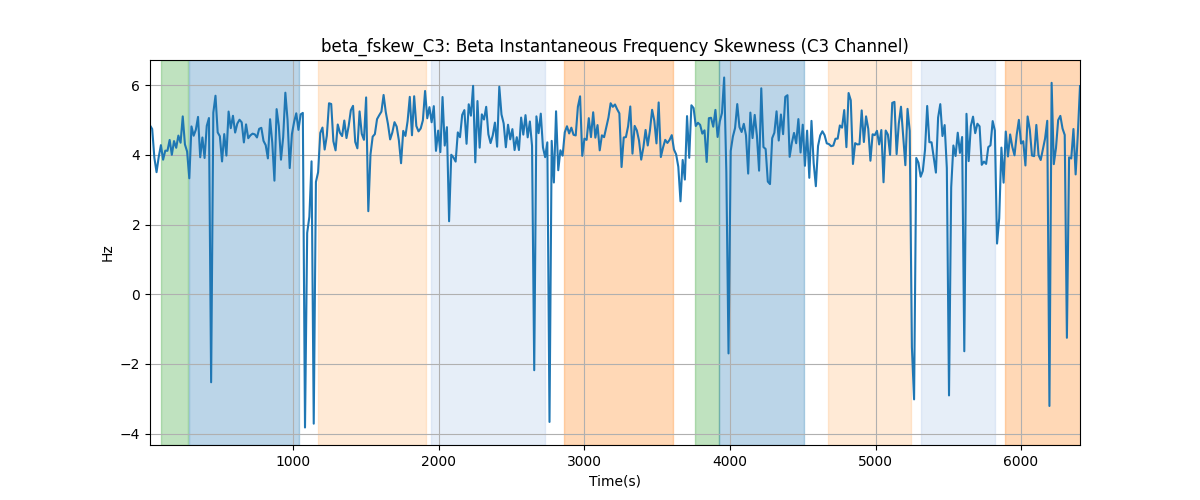 beta_fskew_C3: Beta Instantaneous Frequency Skewness (C3 Channel)
6
4
2
0
−2
−4
Hz
1000 2000 3000 4000 5000 6000
Time(s)